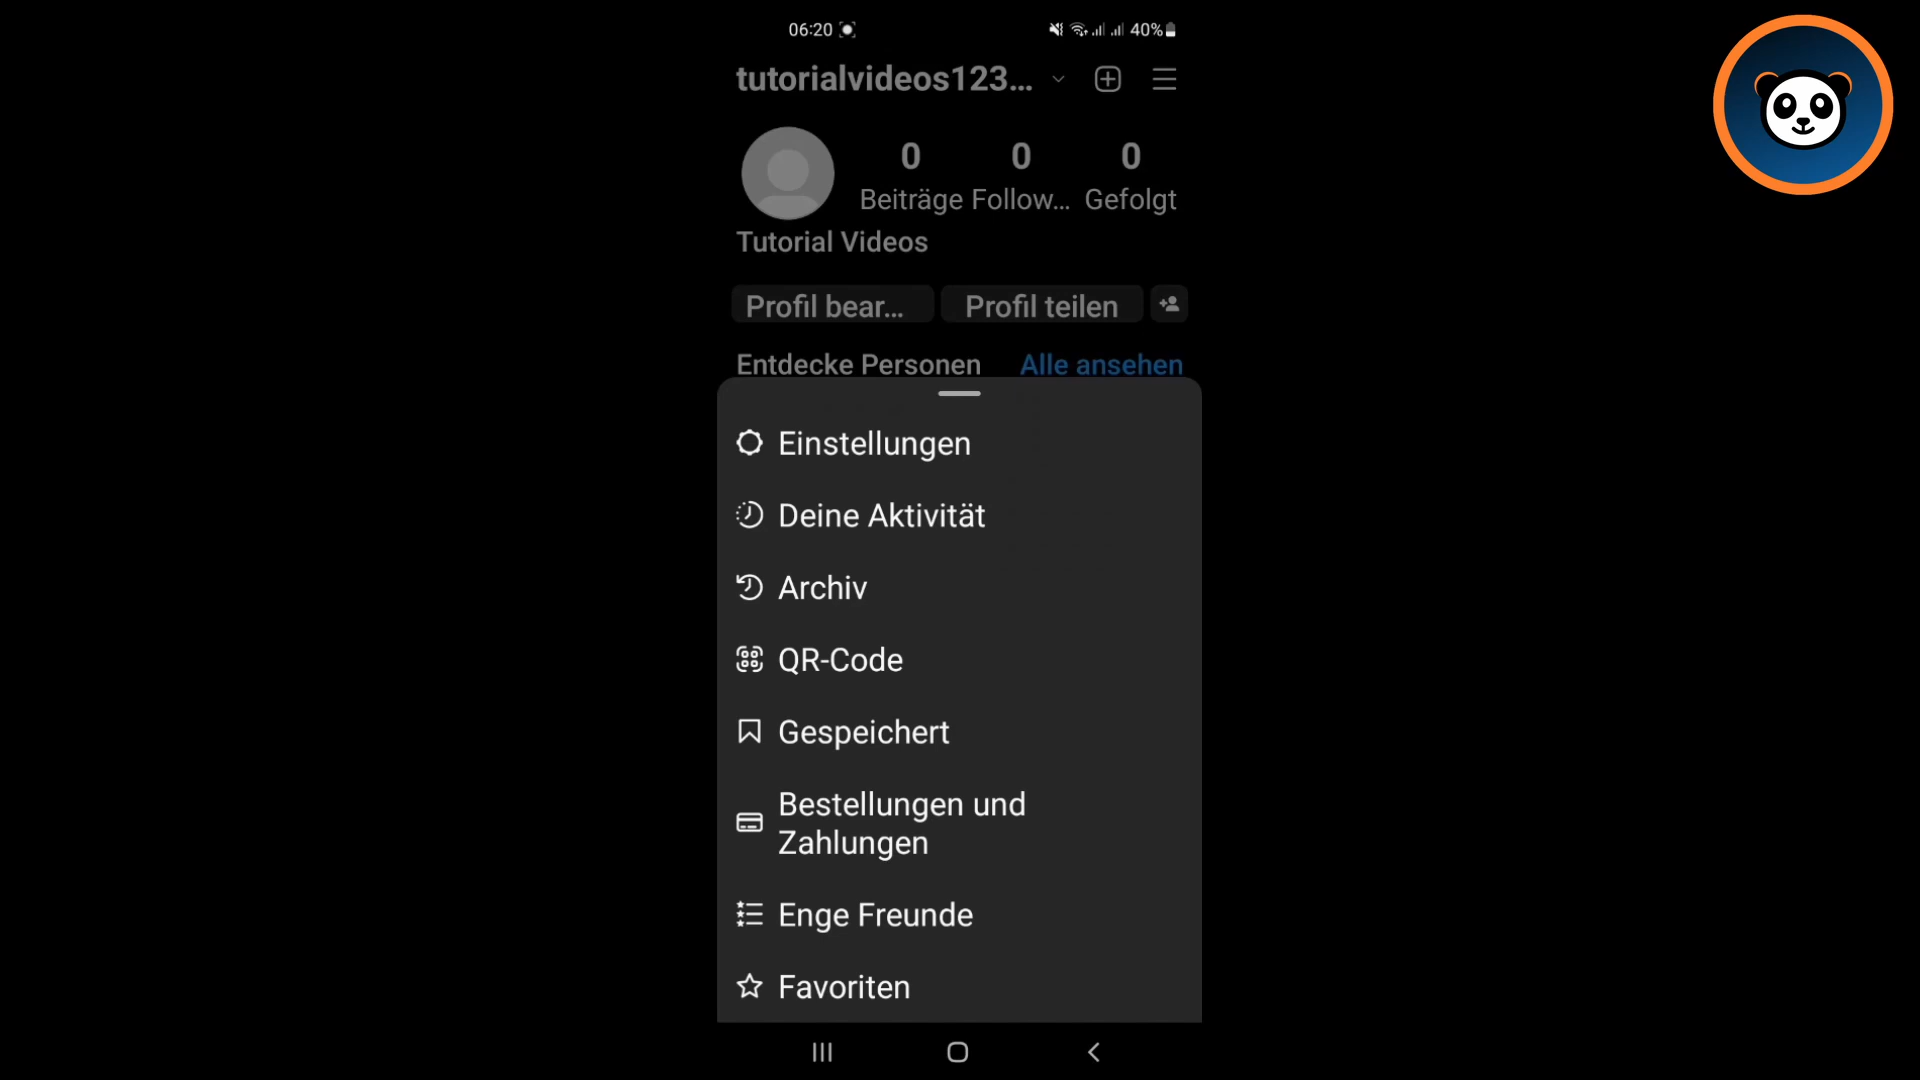 06:20
40%
tutorialvideos123...
0 0 0
Beiträge Follow... Gefolgt
Tutorial Videos
Profil bear...
Profil teilen
Entdecke Personen
Alle ansehen
Einstellungen
Deine Aktivität
Archiv
QR-Code
Gespeichert
Bestellungen und
Zahlungen
Enge Freunde
Favoriten